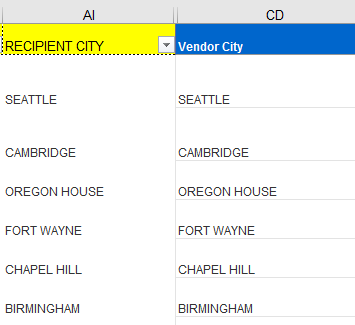 AI CD
RECIPIENT CITY Vendor City
SEATTLE SEATTLE
CAMBRIDGE CAMBRIDGE
OREGON HOUSE OREGON HOUSE
FORT WAYNE FORT WAYNE
CHAPEL HILL CHAPEL HILL
BIRMINGHAM BIRMINGHAM